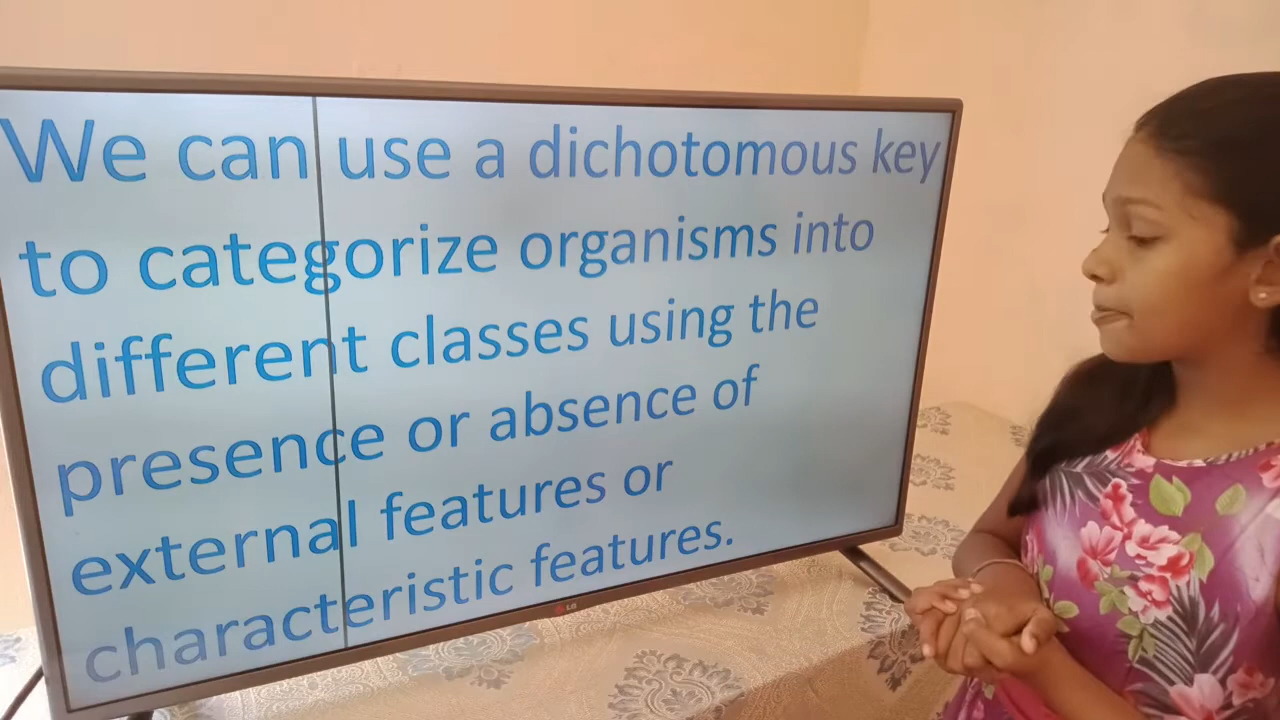 We can use a dichotomous key
to categorize organisms into
different classes using the
presence or absence of
external features or
characteristic features.
LG